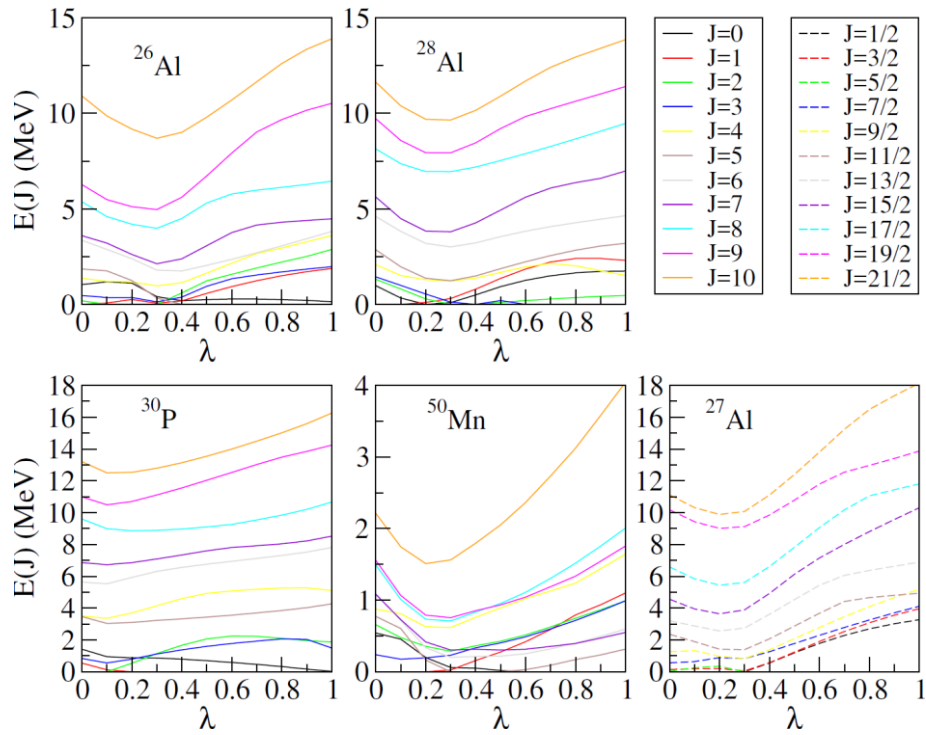 ²⁶Al
²⁸Al
E(J) (MeV)
15
10
5
0
0 0.2 0.4 0.6 0.8 1
λ
0 0.2 0.4 0.6 0.8 1
λ
J=0
J=1
J=2
J=3
J=4
J=5
J=6
J=7
J=8
J=9
J=10
J=1/2
J=3/2
J=5/2
J=7/2
J=9/2
J=11/2
J=13/2
J=15/2
J=17/2
J=19/2
J=21/2
³⁰P
E(J) (MeV)
18
16
14
12
10
8
6
4
2
0
0 0.2 0.4 0.6 0.8 1
λ
⁵⁰Mn
4
3
2
1
0
0 0.2 0.4 0.6 0.8 1
λ
²⁷Al
18
16
14
12
10
8
6
4
2
0
0 0.2 0.4 0.6 0.8 1
λ